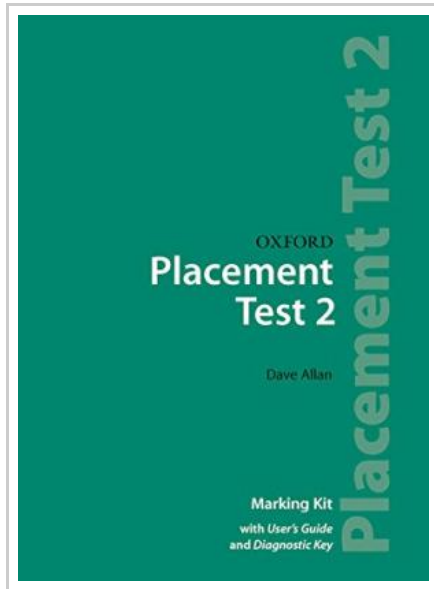 Placement Test 2
OXFORD
Placement
Test 2
Dave Allan
Marking Kit
with User's Guide
and Diagnostic Key